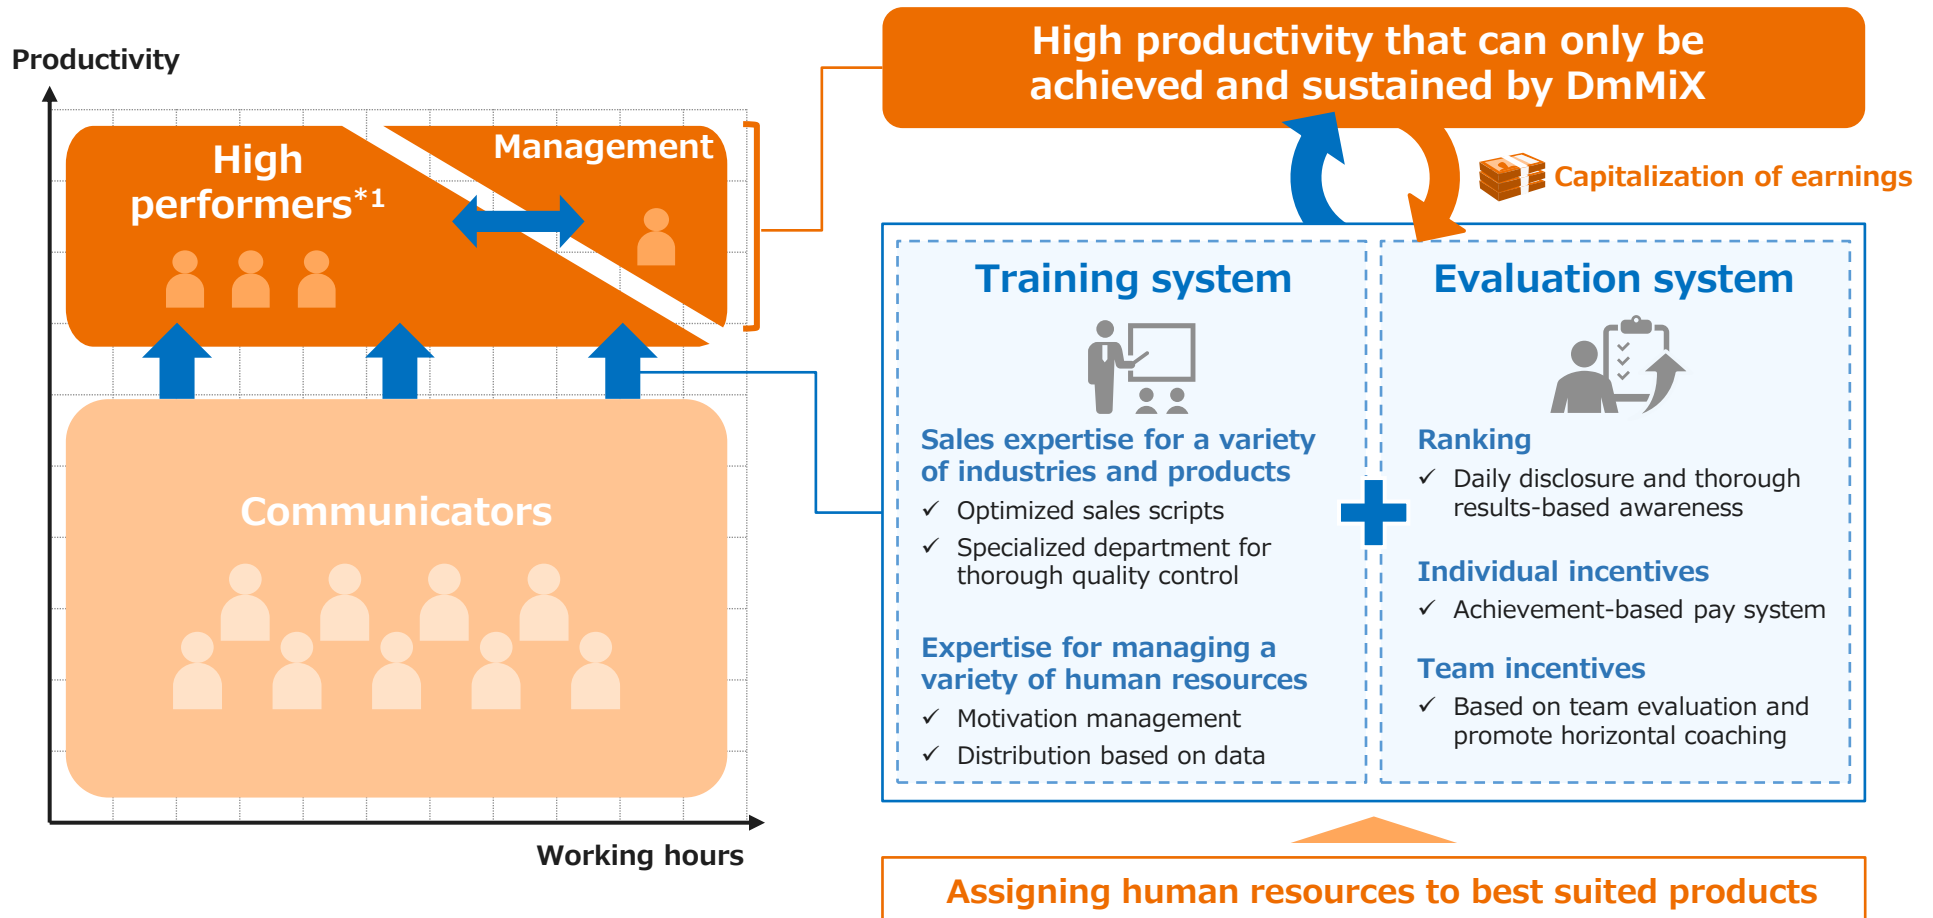 Productivity
High
performers*1
Management
Communicators
Working hours
High productivity that can only be
achieved and sustained by DmMiX
Capitalization of earnings
Training system
Sales expertise for a variety
of industries and products
✓ Optimized sales scripts
✓ Specialized department for
thorough quality control
Expertise for managing a
variety of human resources
✓ Motivation management
✓ Distribution based on data
Evaluation system
Ranking
✓ Daily disclosure and thorough
results-based awareness
Individual incentives
✓ Achievement-based pay system
Team incentives
✓ Based on team evaluation and
promote horizontal coaching
Assigning human resources to best suited products